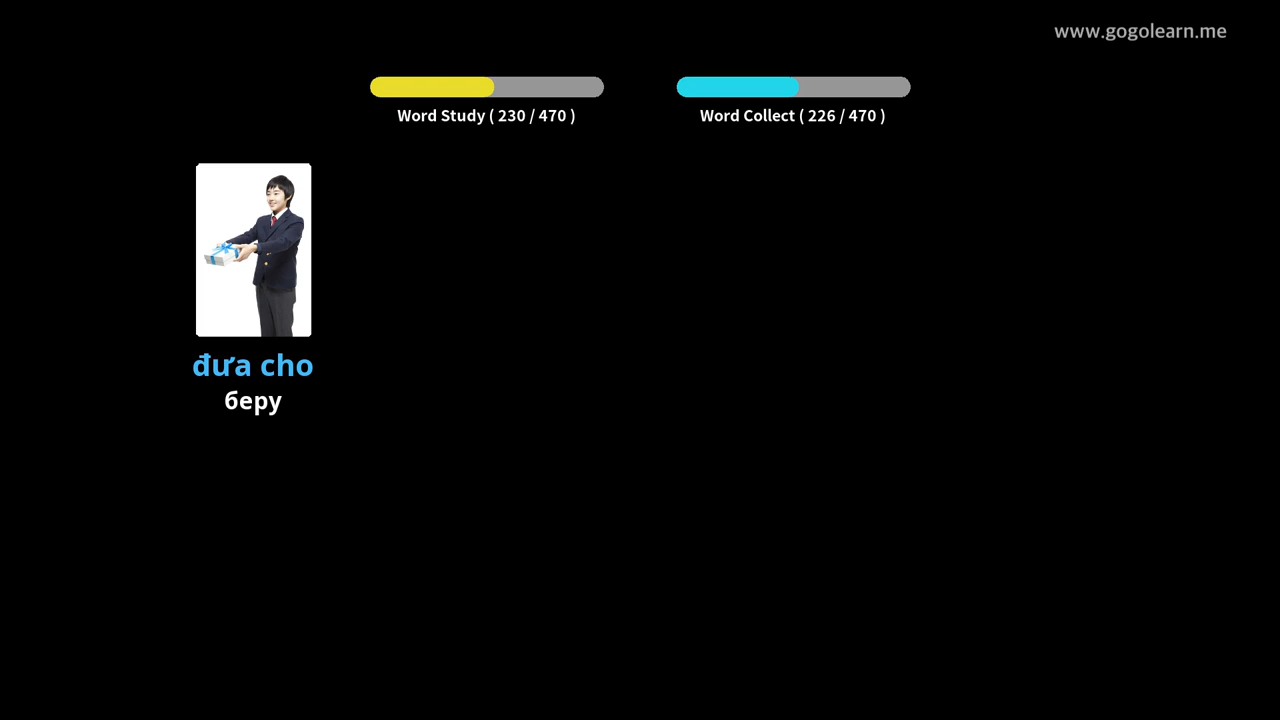 www.gogolearn.me
Word Study ( 230 / 470 )
Word Collect ( 226 / 470 )
đưa cho
беру